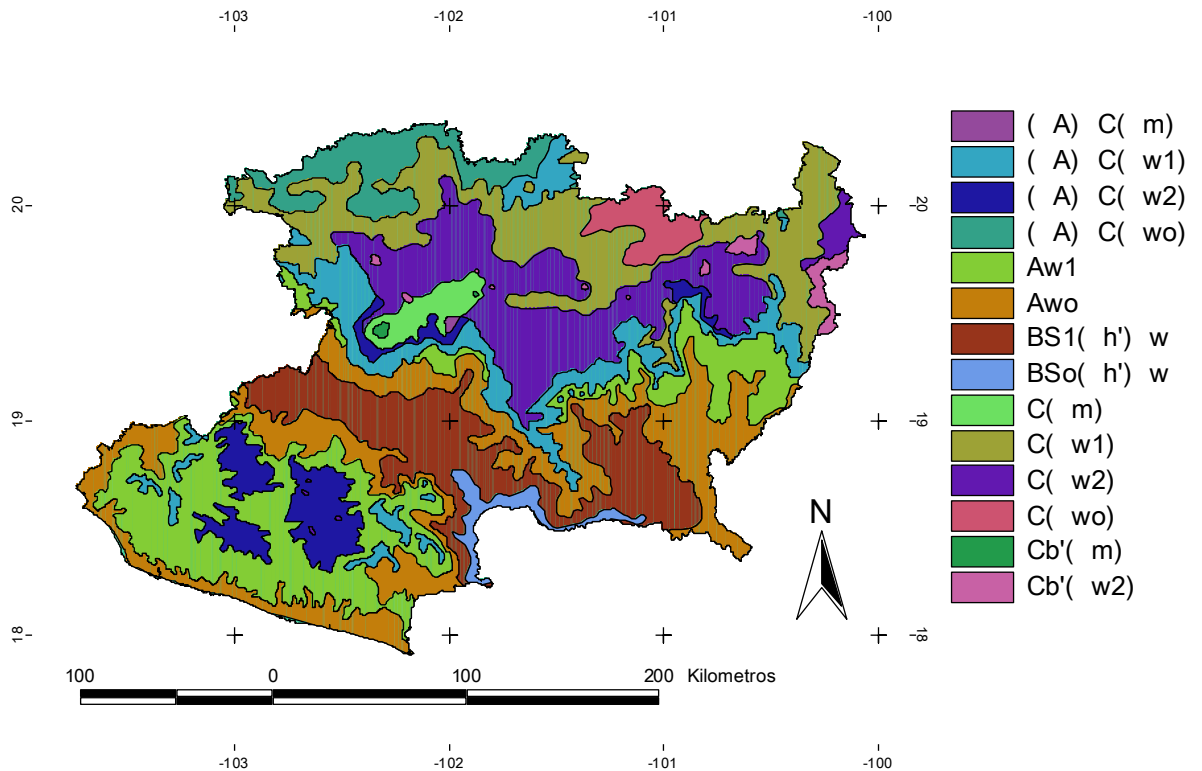 -103 -102 -101 -100
( A) C( m)
( A) C( w1)
( A) C( w2)
20 20
( A) C( wo)
Aw1
Awo
BS1( h') w
BSo( h') w
C( m)
19 -19
C( w1)
C( w2)
C( wo)
N
Cb'( m)
Cb'( w2)
18 -18
100 0 100 200 Kilometros
-103 -102 -101 -100